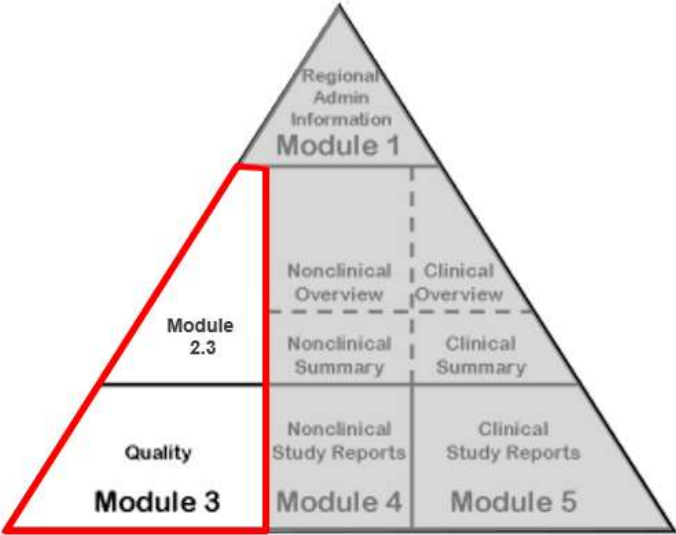 Regional
Admin
Information
Module 1
Nonclinical
Overview
Clinical
Overview
Module
2.3
Nonclinical
Summary
Clinical
Summary
Quality
Module 3
Nonclinical
Study Reports
Module 4
Clinical
Study Reports
Module 5